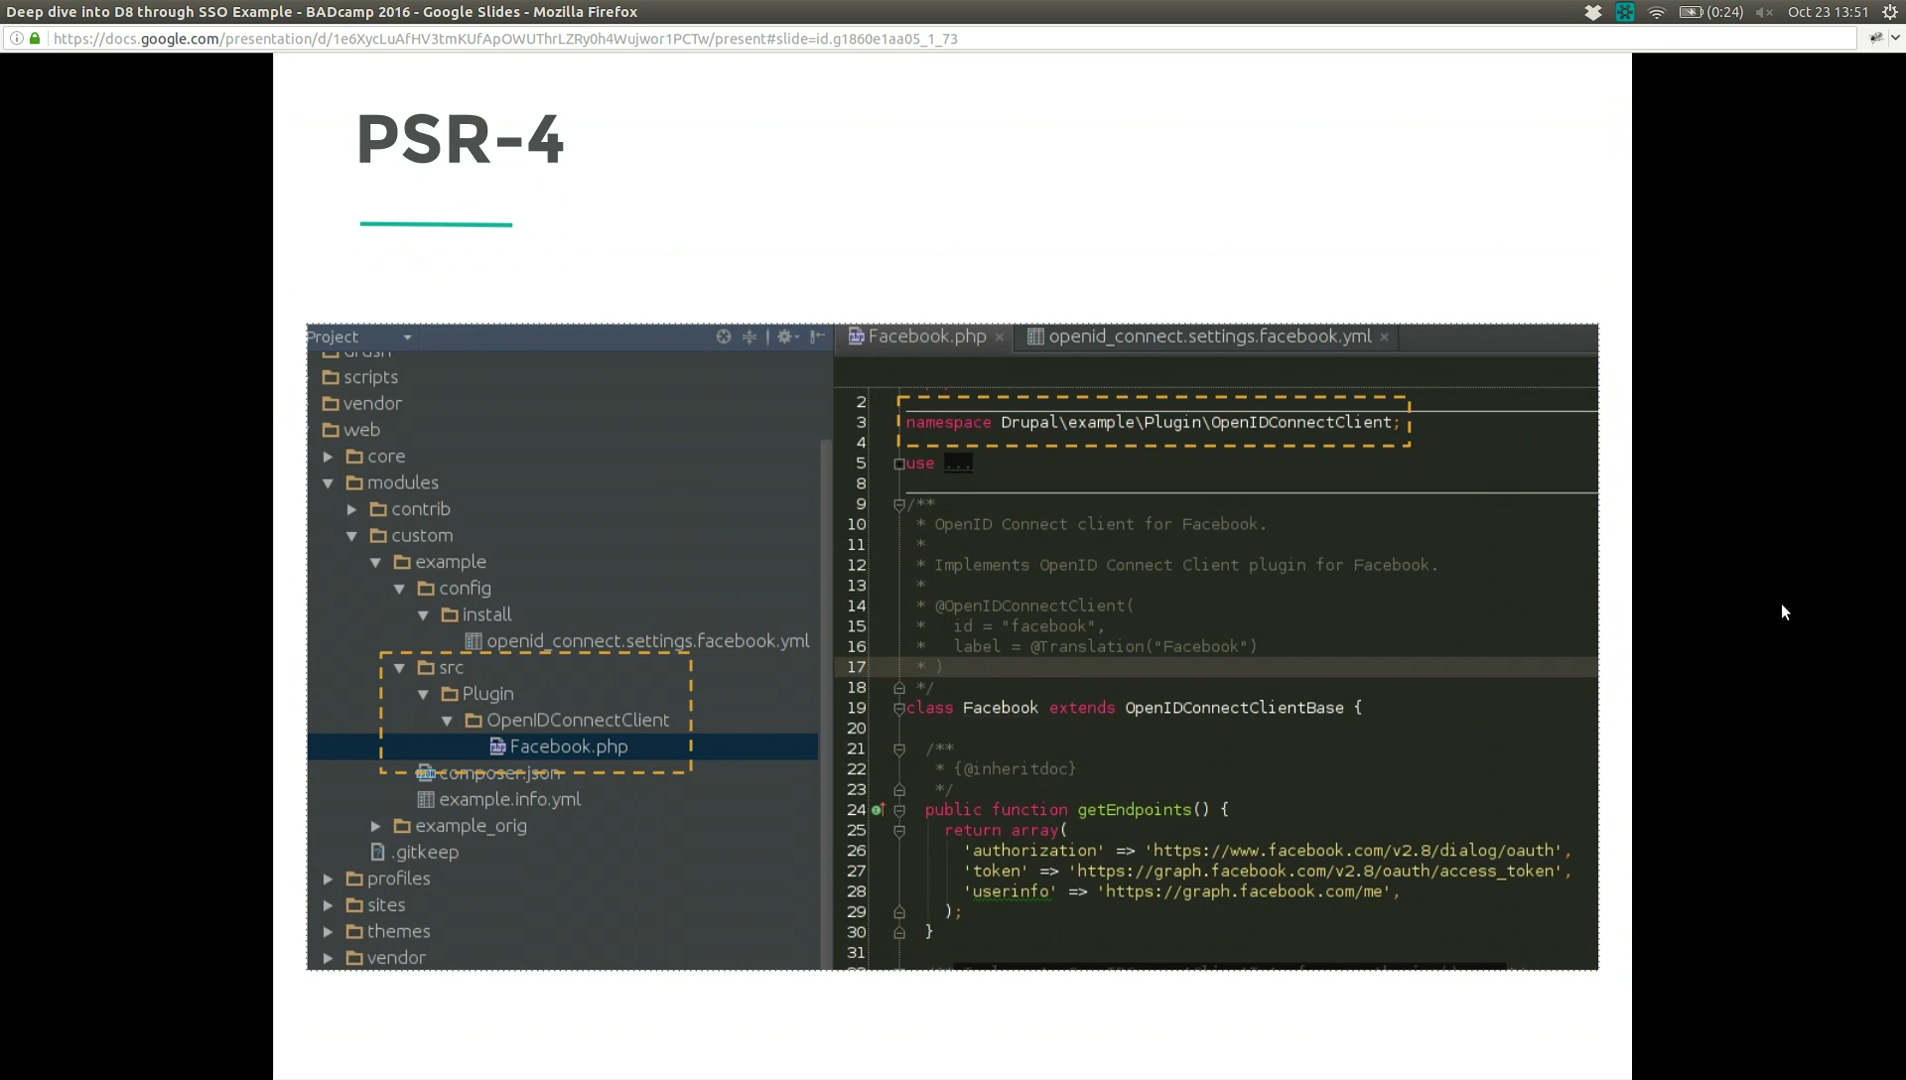 Deep dive into D8 through SSO Example - BADcamp 2016 - Google Slides - Mozilla Firefox
(0:24)
Oct 23 13:51
https://docs.google.com/presentation/d/1e6XycLuAfHV3tmKUfApOWUThrLZRy0h4Wujwor1PCTw/present#slide=id.g1860e1aa05_1_73
PSR-4
Project
drush
scripts
vendor
web
core
modules
contrib
custom
example
config
install
openid_connect.settings.facebook.yml
src
Plugin
OpenIDConnectClient
Facebook.php
composer.json
example.info.yml
example_orig
.gitkeep
profiles
sites
themes
vendor
Facebook.php
openid_connect.settings.facebook.yml
2
3 namespace Drupal\example\Plugin\OpenIDConnectClient;
4
5 use ...
8
9 /**
10 * OpenID Connect client for Facebook.
11 *
12 * Implements OpenID Connect Client plugin for Facebook.
13 *
14 * @OpenIDConnectClient(
15 *   id = "facebook",
16 *   label = @Translation("Facebook")
17 * )
18 */
19 class Facebook extends OpenIDConnectClientBase {
20
21 /**
22 * {@inheritdoc}
23 */
24 public function getEndpoints() {
25 return array(
26 'authorization' => 'https://www.facebook.com/v2.8/dialog/oauth',
27 'token' => 'https://graph.facebook.com/v2.8/oauth/access_token',
28 'userinfo' => 'https://graph.facebook.com/me',
29 );
30 }
31